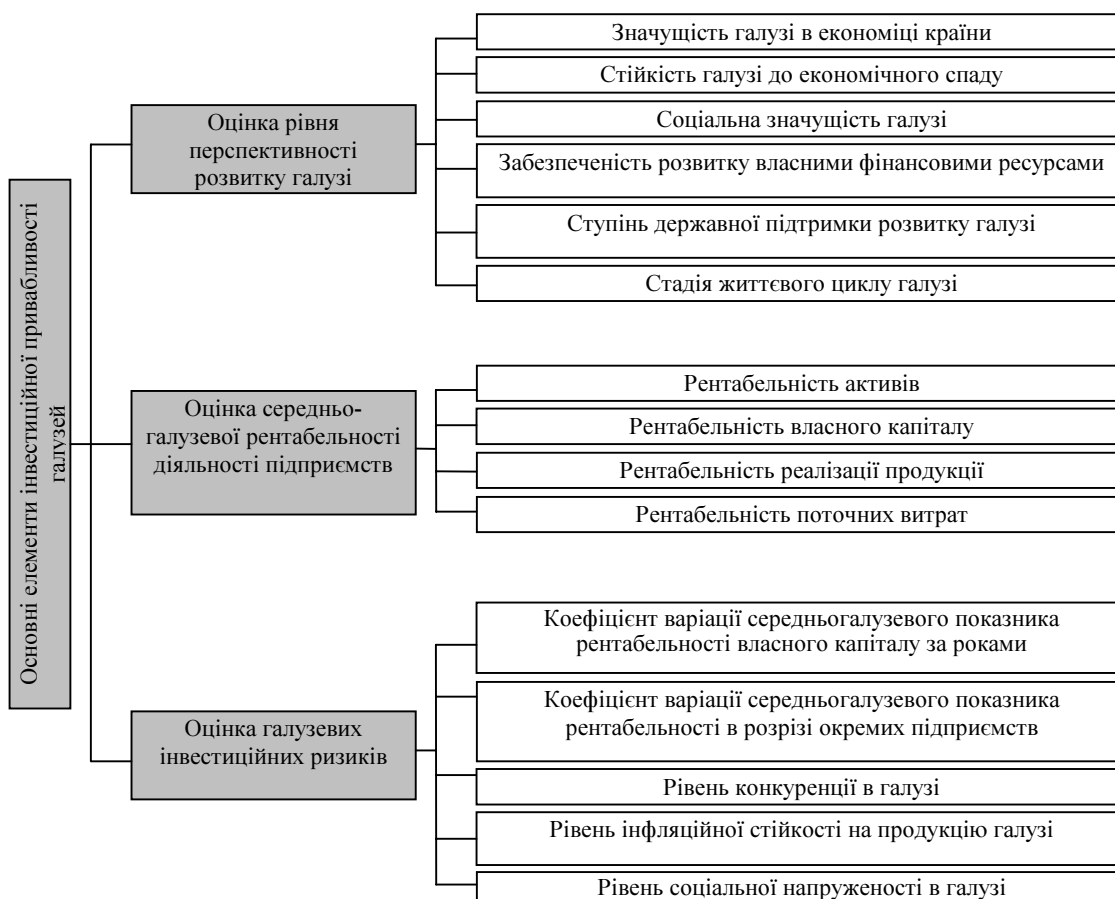 Основні елементи інвестиційної привабливості
галузей
Оцінка рівня
перспективності
розвитку галузі
Значущість галузі в економіці країни
Стійкість галузі до економічного спаду
Соціальна значущість галузі
Забезпеченість розвитку власними фінансовими ресурсами
Ступінь державної підтримки розвитку галузі
Стадія життєвого циклу галузі
Оцінка середньо-
галузевої рентабельності
діяльності підприємств
Рентабельність активів
Рентабельність власного капіталу
Рентабельність реалізації продукції
Рентабельність поточних витрат
Оцінка галузевих
інвестиційних ризиків
Коефіцієнт варіації середньогалузевого показника
рентабельності власного капіталу за роками
Коефіцієнт варіації середньогалузевого показника
рентабельності в розрізі окремих підприємств
Рівень конкуренції в галузі
Рівень інфляційної стійкості на продукцію галузі
Рівень соціальної напруженості в галузі